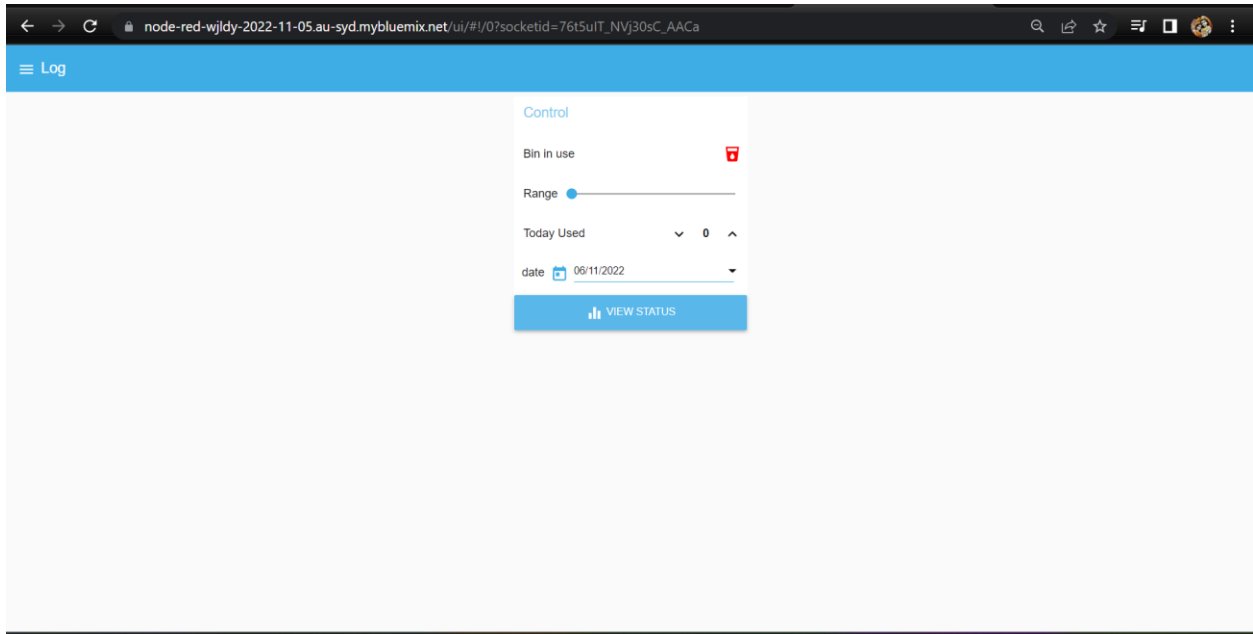 node-red-wjldy-2022-11-05.au-syd.mybluemix.net/ui/#!/0?socketid=76t5uIT_NVj30sC_AACa
Log
Control
Bin in use
Range
Today Used 0
date 06/11/2022
VIEW STATUS